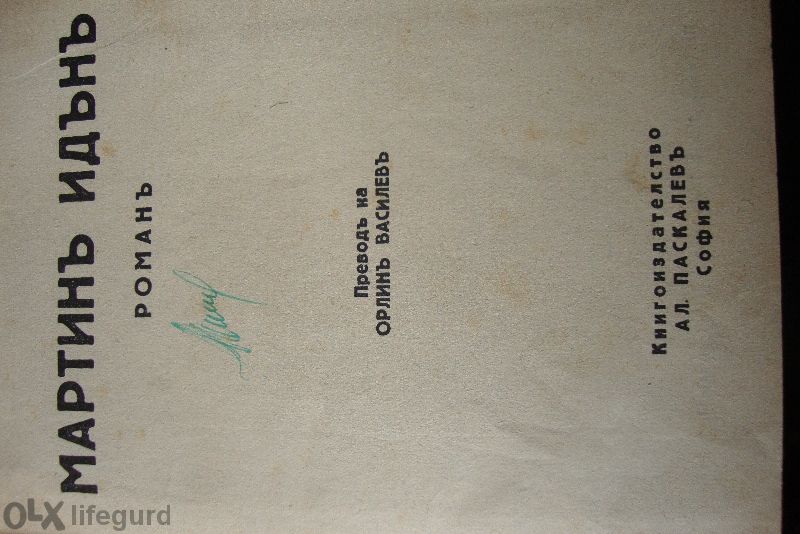 МАРТИНЪ ИДЪНЪ
РОМАНЪ
Преводъ на
ОРЛИНЪ ВАСИЛЕВЪ
Книгоиздателство
АЛ. ПАСКАЛЕВЪ
София
OLX lifegurd